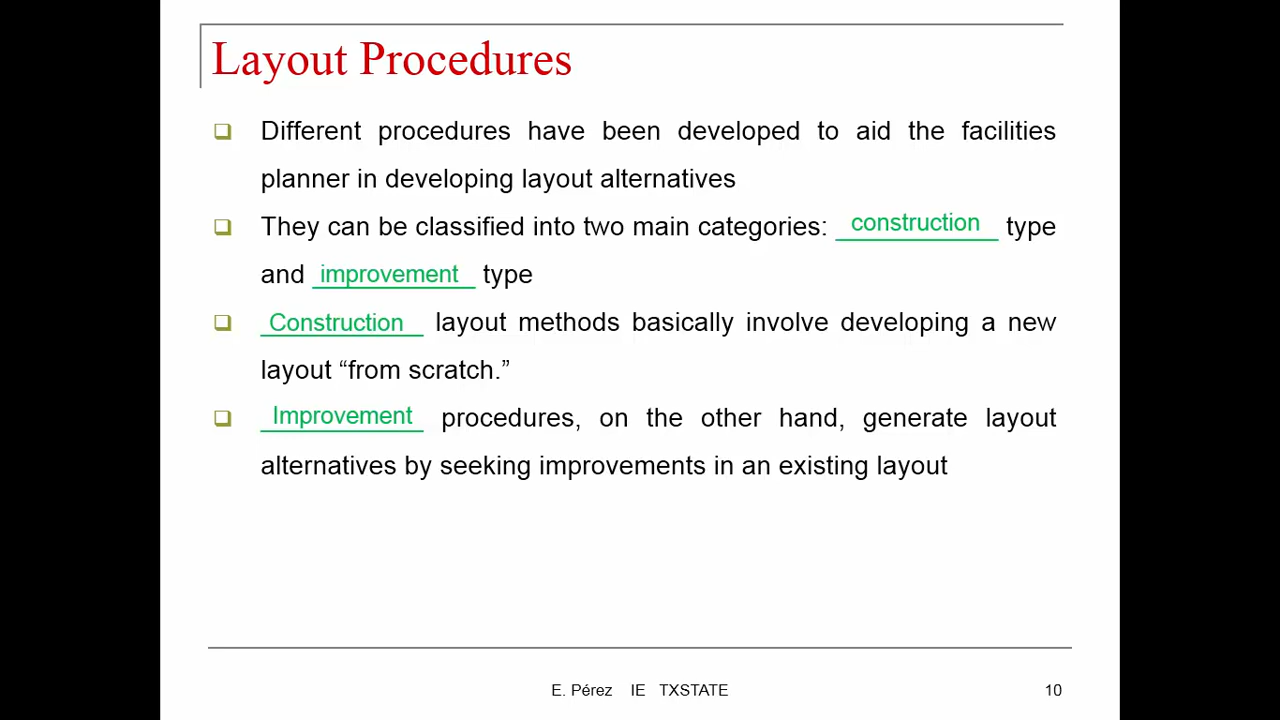 Layout Procedures
Different procedures have been developed to aid the facilities
planner in developing layout alternatives
They can be classified into two main categories: construction type
and improvement type
Construction layout methods basically involve developing a new
layout “from scratch.”
Improvement procedures, on the other hand, generate layout
alternatives by seeking improvements in an existing layout
E. Pérez IE TXSTATE 10